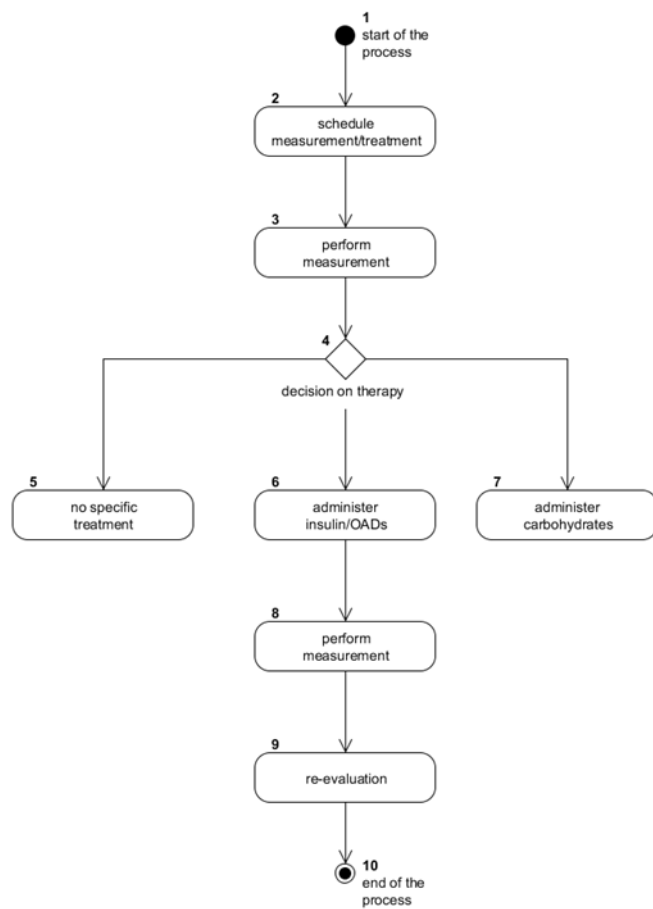 1
start of the
process
2
schedule
measurement/treatment
3
perform
measurement
4
decision on therapy
5
no specific
treatment
6
administer
insulin/OADs
7
administer
carbohydrates
8
perform
measurement
9
re-evaluation
10
end of the
process